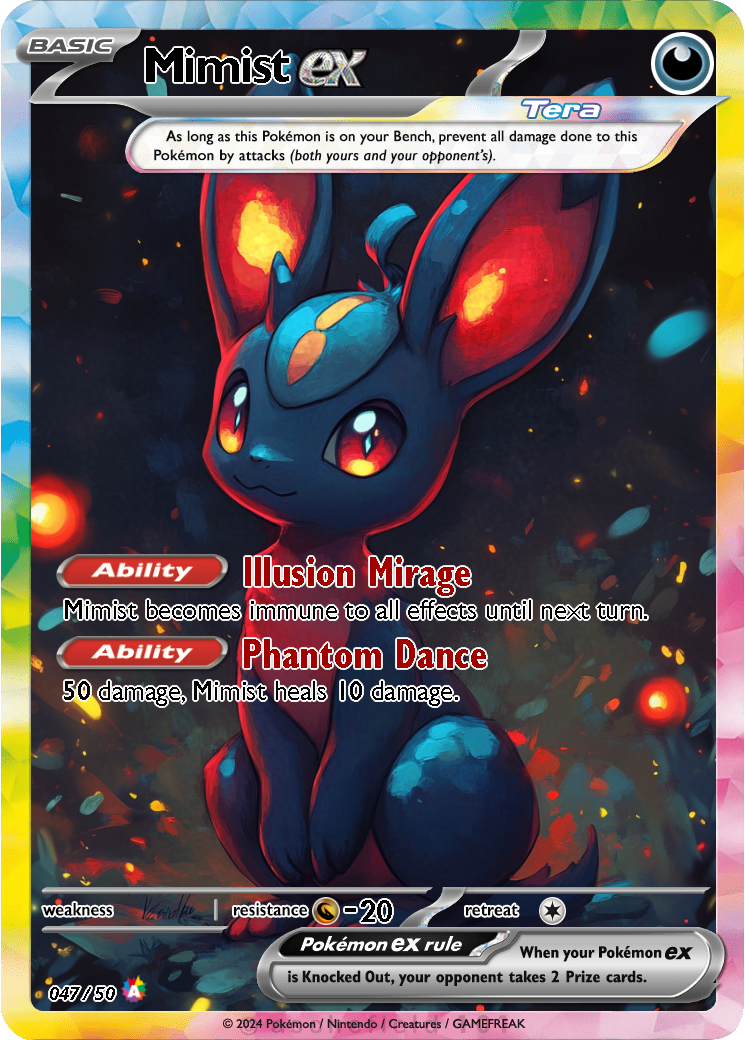 BASIC
Mimist ex
Tera
As long as this Pokémon is on your Bench, prevent all damage done to this
Pokémon by attacks (both yours and your opponent's).
Ability Illusion Mirage
Mimist becomes immune to all effects until next turn.
Ability Phantom Dance
50 damage, Mimist heals 10 damage.
weakness resistance -20 retreat
Pokémon ex rule
When your Pokémon ex
is Knocked Out, your opponent takes 2 Prize cards.
047 / 50 A
© 2024 Pokémon / Nintendo / Creatures / GAMEFREAK